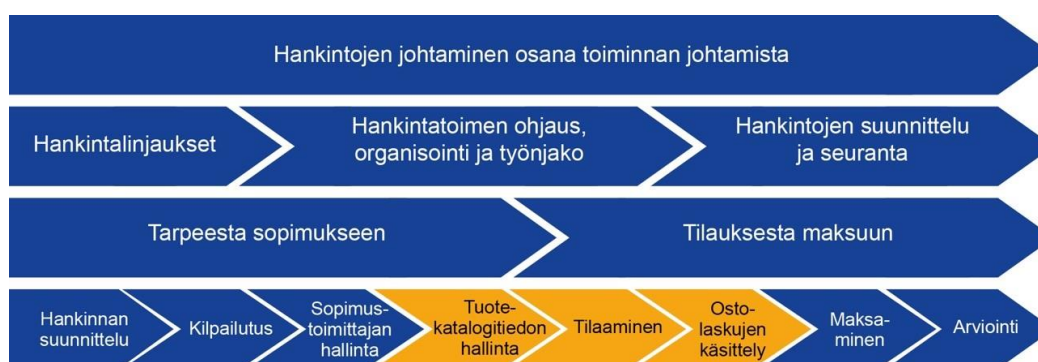 Hankintojen johtaminen osana toiminnan johtamista
Hankintalinjaukset
Hankintatoimen ohjaus,
organisointi ja työnjako
Hankintojen suunnittelu
ja seuranta
Tarpeesta sopimukseen
Tilauksesta maksuun
Hankinnan
suunnittelu
Kilpailutus
Sopimus-
toimittajan
hallinta
Tuote-
katalogitiedon
hallinta
Tilaaminen
Osto-
laskujen
käsittely
Maksa-
minen
Arviointi